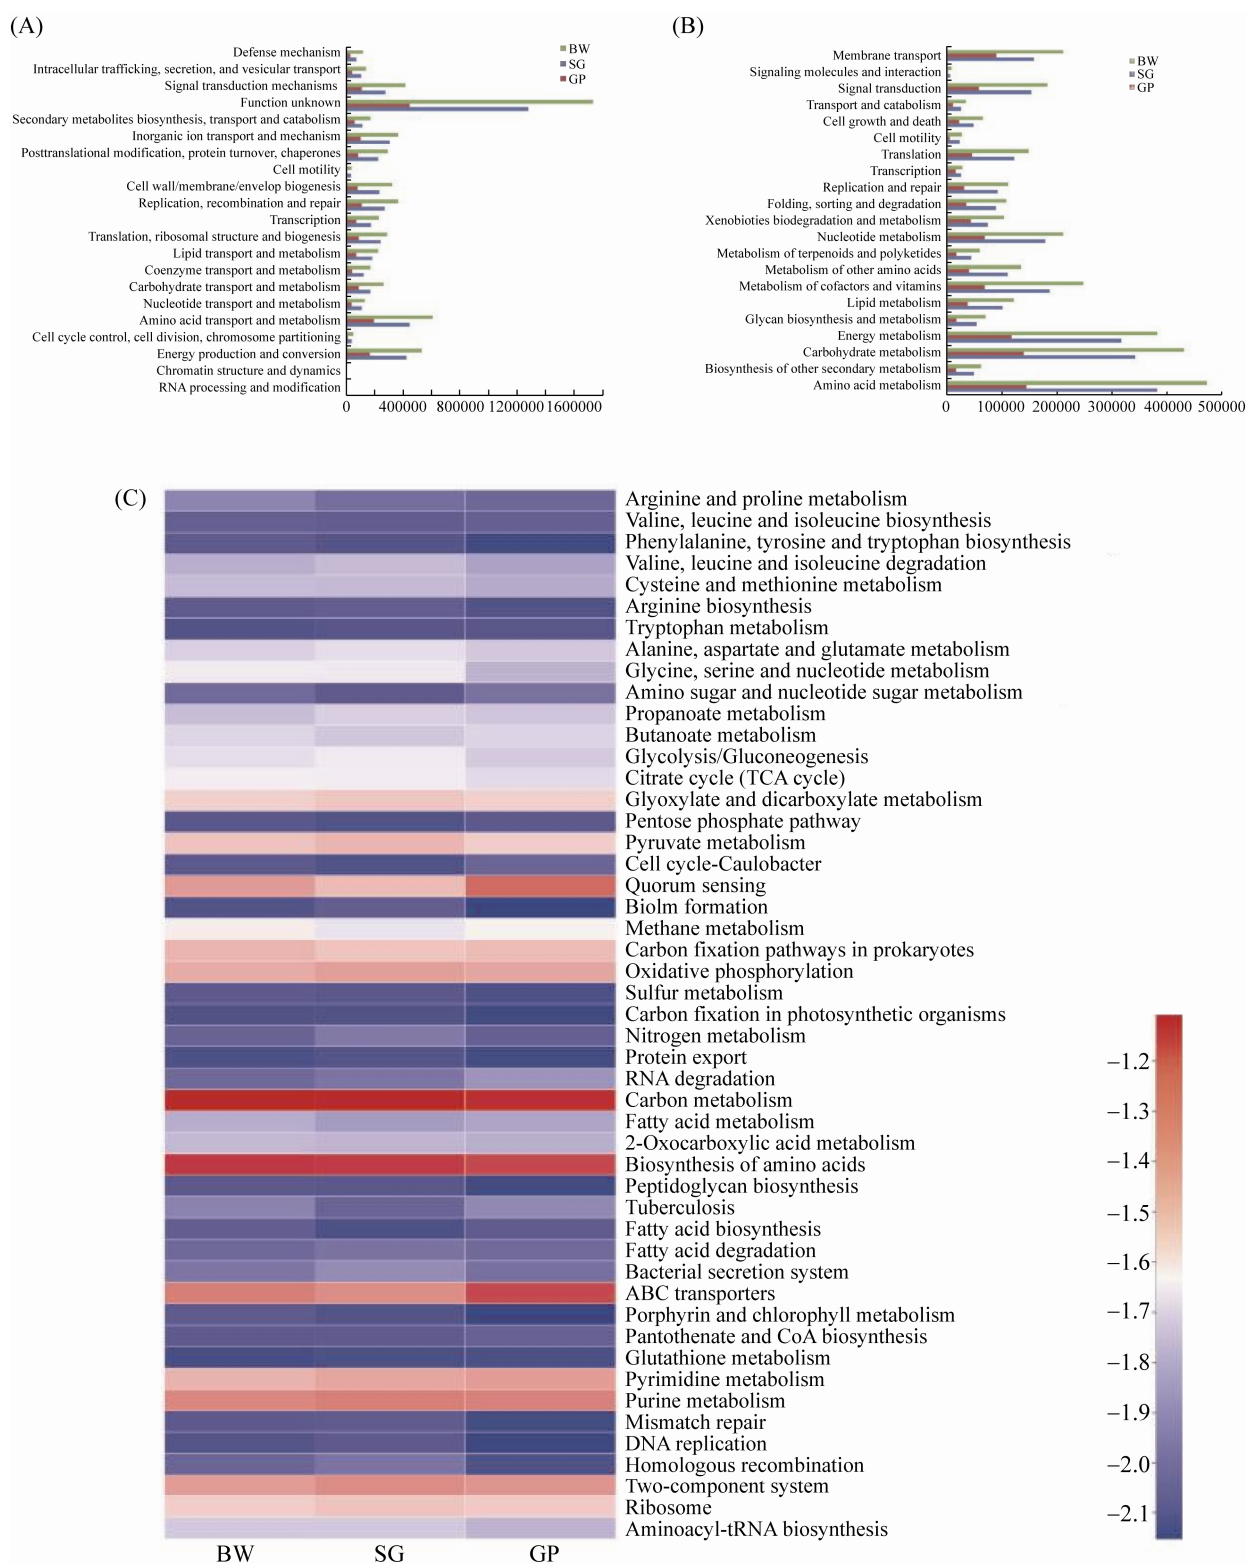 (A)
BW
SG
GP
Defense mechanism
Intracellular trafficking, secretion, and vesicular transport
Signal transduction mechanisms
Function unknown
Secondary metabolites biosynthesis, transport and catabolism
Inorganic ion transport and mechanism
Posttranslational modification, protein turnover, chaperones
Cell motility
Cell wall/membrane/envelop biogenesis
Replication, recombination and repair
Transcription
Translation, ribosomal structure and biogenesis
Lipid transport and metabolism
Coenzyme transport and metabolism
Carbohydrate transport and metabolism
Nucleotide transport and metabolism
Amino acid transport and metabolism
Cell cycle control, cell division, chromosome partitioning
Energy production and conversion
Chromatin structure and dynamics
RNA processing and modification
0 400000 800000 1200000 1600000
(B)
BW
SG
GP
Membrane transport
Signaling molecules and interaction
Signal transduction
Transport and catabolism
Cell growth and death
Cell motility
Translation
Transcription
Replication and repair
Folding, sorting and degradation
Xenobioties biodegradation and metabolism
Nucleotide metabolism
Metabolism of terpenoids and polyketides
Metabolism of other amino acids
Metabolism of cofactors and vitamins
Lipid metabolism
Glycan biosynthesis and metabolism
Energy metabolism
Carbohydrate metabolism
Biosynthesis of other secondary metabolism
Amino acid metabolism
0 100000 200000 300000 400000 500000
(C)
Arginine and proline metabolism
Valine, leucine and isoleucine biosynthesis
Phenylalanine, tyrosine and tryptophan biosynthesis
Valine, leucine and isoleucine degradation
Cysteine and methionine metabolism
Arginine biosynthesis
Tryptophan metabolism
Alanine, aspartate and glutamate metabolism
Glycine, serine and nucleotide metabolism
Amino sugar and nucleotide sugar metabolism
Propanoate metabolism
Butanoate metabolism
Glycolysis/Gluconeogenesis
Citrate cycle (TCA cycle)
Glyoxylate and dicarboxylate metabolism
Pentose phosphate pathway
Pyruvate metabolism
Cell cycle-Caulobacter
Quorum sensing
Biolm formation
Methane metabolism
Carbon fixation pathways in prokaryotes
Oxidative phosphorylation
Sulfur metabolism
Carbon fixation in photosynthetic organisms
Nitrogen metabolism
Protein export
RNA degradation
Carbon metabolism
Fatty acid metabolism
2-Oxocarboxylic acid metabolism
Biosynthesis of amino acids
Peptidoglycan biosynthesis
Tuberculosis
Fatty acid biosynthesis
Fatty acid degradation
Bacterial secretion system
ABC transporters
Porphyrin and chlorophyll metabolism
Pantothenate and CoA biosynthesis
Glutathione metabolism
Pyrimidine metabolism
Purine metabolism
Mismatch repair
DNA replication
Homologous recombination
Two-component system
Ribosome
Aminoacyl-tRNA biosynthesis
BW SG GP
−1.2
−1.3
−1.4
−1.5
−1.6
−1.7
−1.8
−1.9
−2.0
−2.1